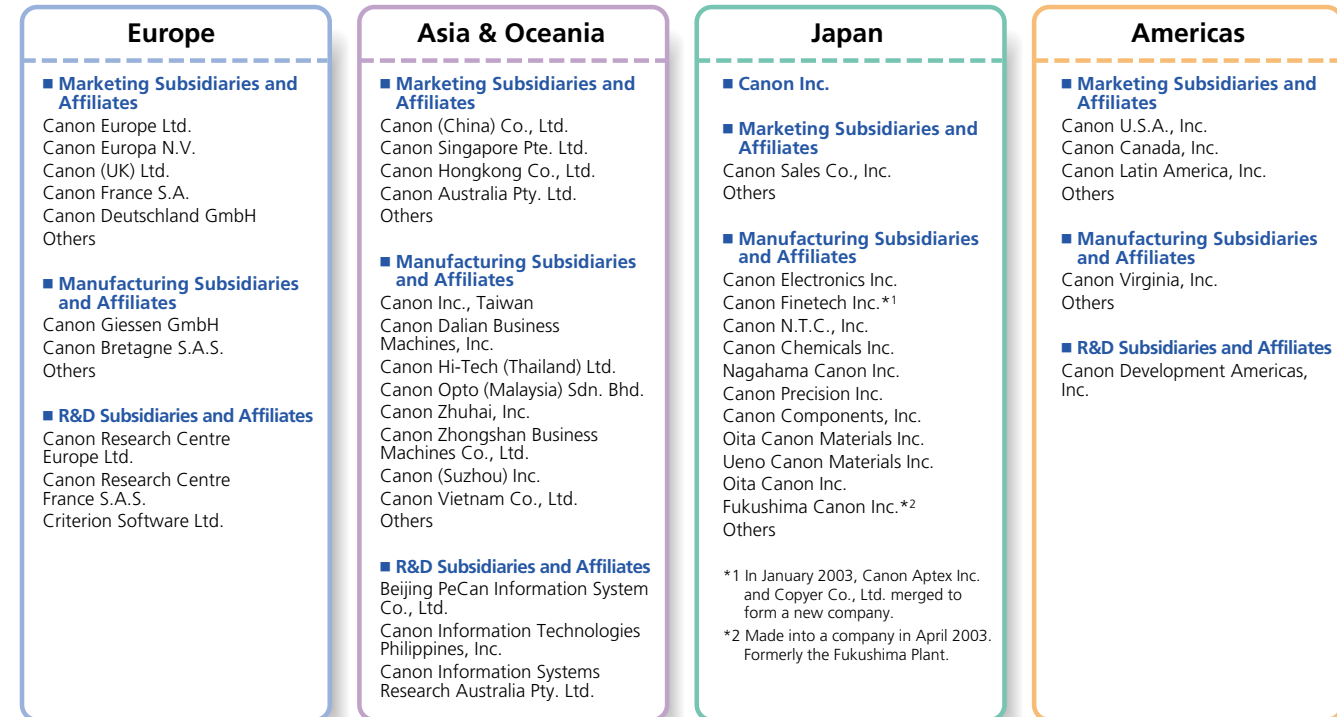 Europe
■ Marketing Subsidiaries and
Affiliates
Canon Europe Ltd.
Canon Europa N.V.
Canon (UK) Ltd.
Canon France S.A.
Canon Deutschland GmbH
Others
■ Manufacturing Subsidiaries
and Affiliates
Canon Giessen GmbH
Canon Bretagne S.A.S.
Others
■ R&D Subsidiaries and Affiliates
Canon Research Centre
Europe Ltd.
Canon Research Centre
France S.A.S.
Criterion Software Ltd.
Asia & Oceania
■ Marketing Subsidiaries and
Affiliates
Canon (China) Co., Ltd.
Canon Singapore Pte. Ltd.
Canon Hongkong Co., Ltd.
Canon Australia Pty. Ltd.
Others
■ Manufacturing Subsidiaries
and Affiliates
Canon Inc., Taiwan
Canon Dalian Business
Machines, Inc.
Canon Hi-Tech (Thailand) Ltd.
Canon Opto (Malaysia) Sdn. Bhd.
Canon Zhuhai, Inc.
Canon Zhongshan Business
Machines Co., Ltd.
Canon (Suzhou) Inc.
Canon Vietnam Co., Ltd.
Others
■ R&D Subsidiaries and Affiliates
Beijing PeCan Information System
Co., Ltd.
Canon Information Technologies
Philippines, Inc.
Canon Information Systems
Research Australia Pty. Ltd.
Japan
■ Canon Inc.
■ Marketing Subsidiaries and
Affiliates
Canon Sales Co., Inc.
Others
■ Manufacturing Subsidiaries
and Affiliates
Canon Electronics Inc.
Canon Finetech Inc.*1
Canon N.T.C., Inc.
Canon Chemicals Inc.
Nagahama Canon Inc.
Canon Precision Inc.
Canon Components, Inc.
Oita Canon Materials Inc.
Ueno Canon Materials Inc.
Oita Canon Inc.
Fukushima Canon Inc.*2
Others
*1 In January 2003, Canon Aptex Inc.
and Copyer Co., Ltd. merged to
form a new company.
*2 Made into a company in April 2003.
Formerly the Fukushima Plant.
Americas
■ Marketing Subsidiaries and
Affiliates
Canon U.S.A., Inc.
Canon Canada, Inc.
Canon Latin America, Inc.
Others
■ Manufacturing Subsidiaries
and Affiliates
Canon Virginia, Inc.
Others
■ R&D Subsidiaries and Affiliates
Canon Development Americas,
Inc.